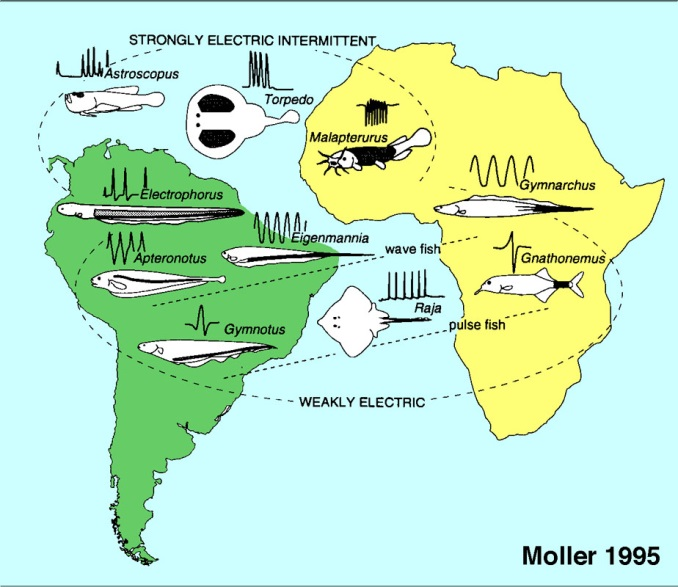 STRONGLY ELECTRIC INTERMITTENT
Astroscopus
Torpedo
Malapterurus
Electrophorus
Gymnarchus
Eigenmannia
Apteronotus
wave fish
Gnathonemus
Raja
Gymnotus
pulse fish
WEAKLY ELECTRIC
Moller 1995